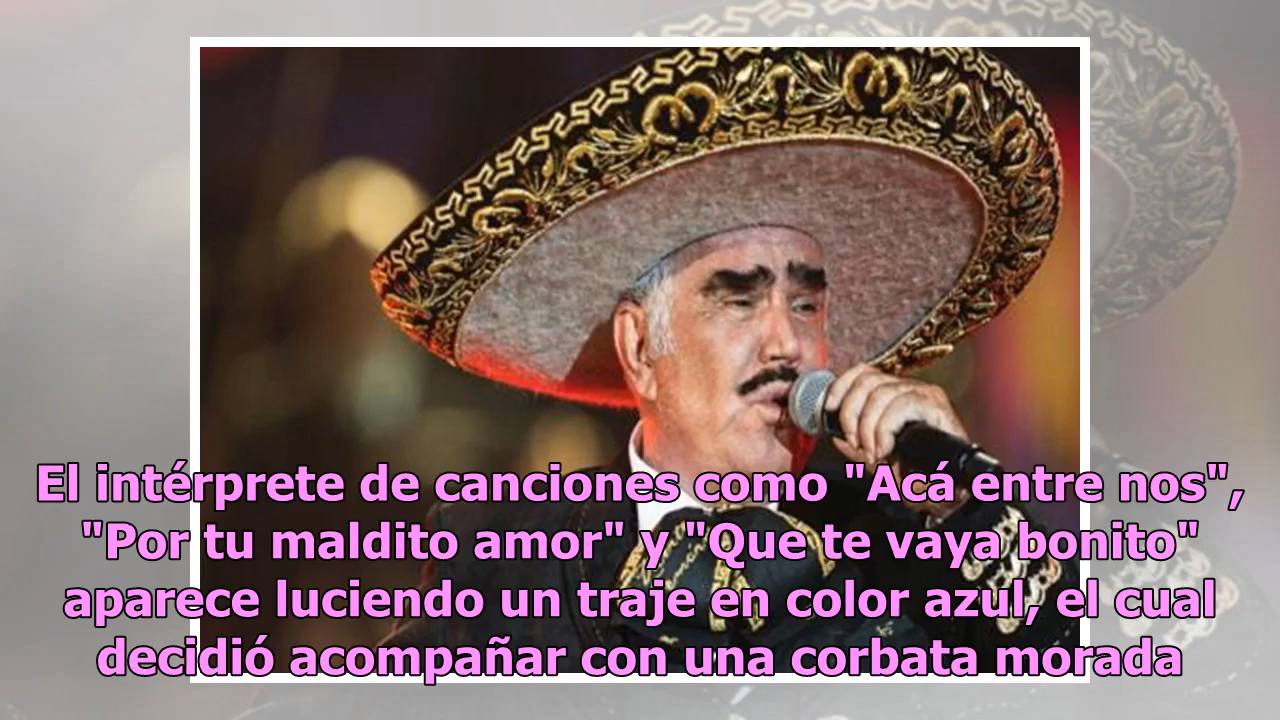 El intérprete de canciones como "Acá entre nos",
"Por tu maldito amor" y "Que te vaya bonito"
aparece luciendo un traje en color azul, el cual
decidió acompañar con una corbata morada